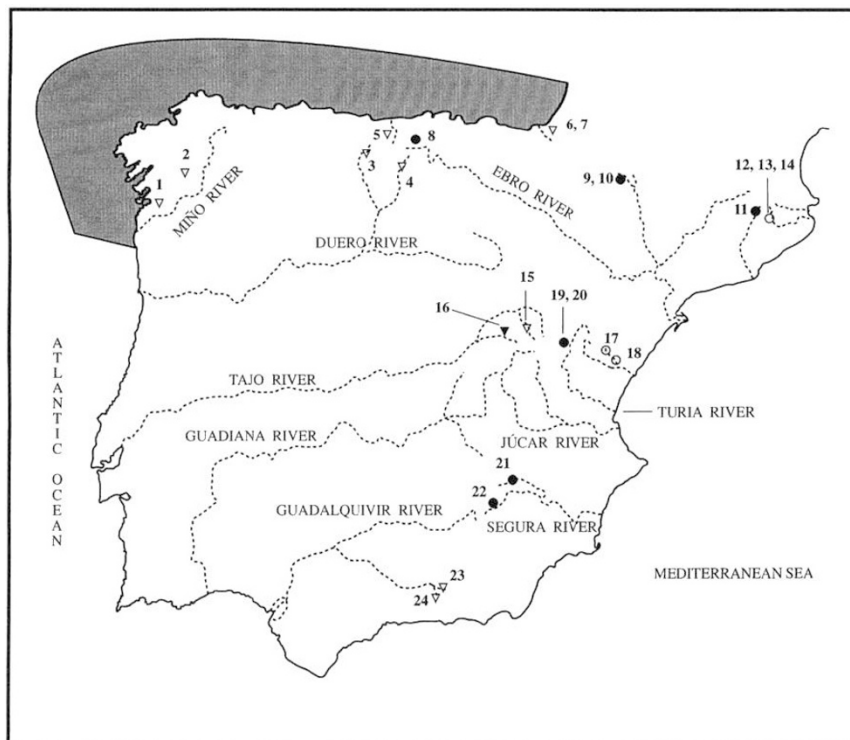 6, 7
5
8
12, 13, 14
2
3
9, 10
4
1
MIÑO RIVER
EBRO RIVER
11
DUERO RIVER
15
19, 20
16
17
18
ATLANTIC OCEAN
TAJO RIVER
TURIA RIVER
GUADIANA RIVER
JÚCAR RIVER
21
22
GUADALQUIVIR RIVER
SEGURA RIVER
MEDITERRANEAN SEA
23
24